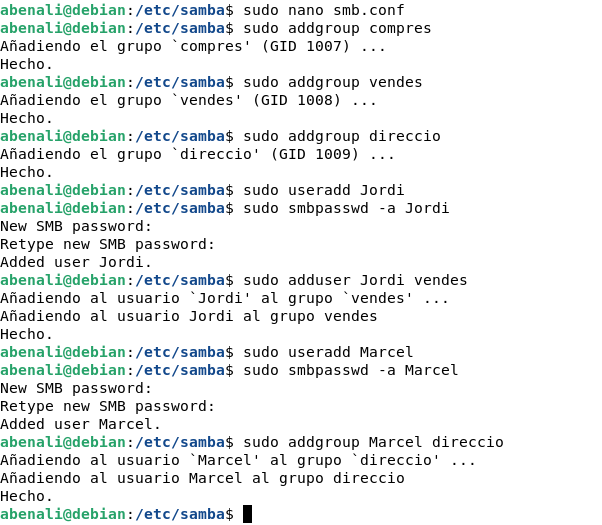 abenali@debian:/etc/samba$ sudo nano smb.conf
abenali@debian:/etc/samba$ sudo addgroup compres
Añadiendo el grupo `compres' (GID 1007) ...
Hecho.
abenali@debian:/etc/samba$ sudo addgroup vendes
Añadiendo el grupo `vendes' (GID 1008) ...
Hecho.
abenali@debian:/etc/samba$ sudo addgroup direccio
Añadiendo el grupo `direccio' (GID 1009) ...
Hecho.
abenali@debian:/etc/samba$ sudo useradd Jordi
abenali@debian:/etc/samba$ sudo smbpasswd -a Jordi
New SMB password:
Retype new SMB password:
Added user Jordi.
abenali@debian:/etc/samba$ sudo adduser Jordi vendes
Añadiendo al usuario `Jordi' al grupo `vendes' ...
Añadiendo al usuario Jordi al grupo vendes
Hecho.
abenali@debian:/etc/samba$ sudo useradd Marcel
abenali@debian:/etc/samba$ sudo smbpasswd -a Marcel
New SMB password:
Retype new SMB password:
Added user Marcel.
abenali@debian:/etc/samba$ sudo addgroup Marcel direccio
Añadiendo al usuario `Marcel' al grupo `direccio' ...
Añadiendo al usuario Marcel al grupo direccio
Hecho.
abenali@debian:/etc/samba$